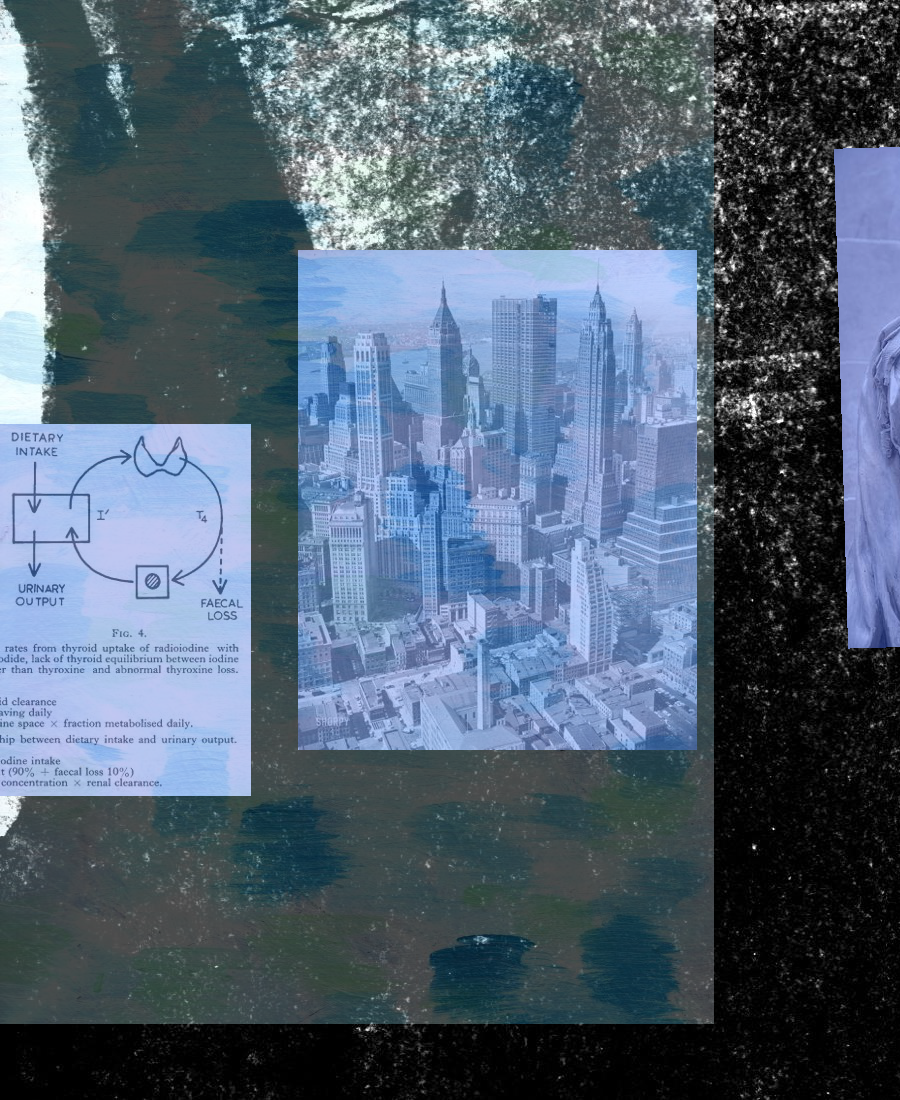 DIETARY
INTAKE
I'
T4
URINARY
OUTPUT
FAECAL
LOSS
FIG. 4.
rates from thyroid uptake of radioiodine with
odide, lack of thyroid equilibrium between iodine
er than thyroxine and abnormal thyroxine loss.
id clearance
aving daily
ine space × fraction metabolised daily.
hip between dietary intake and urinary output.
odine intake
t (90% + faecal loss 10%)
concentration × renal clearance.
SHORPY